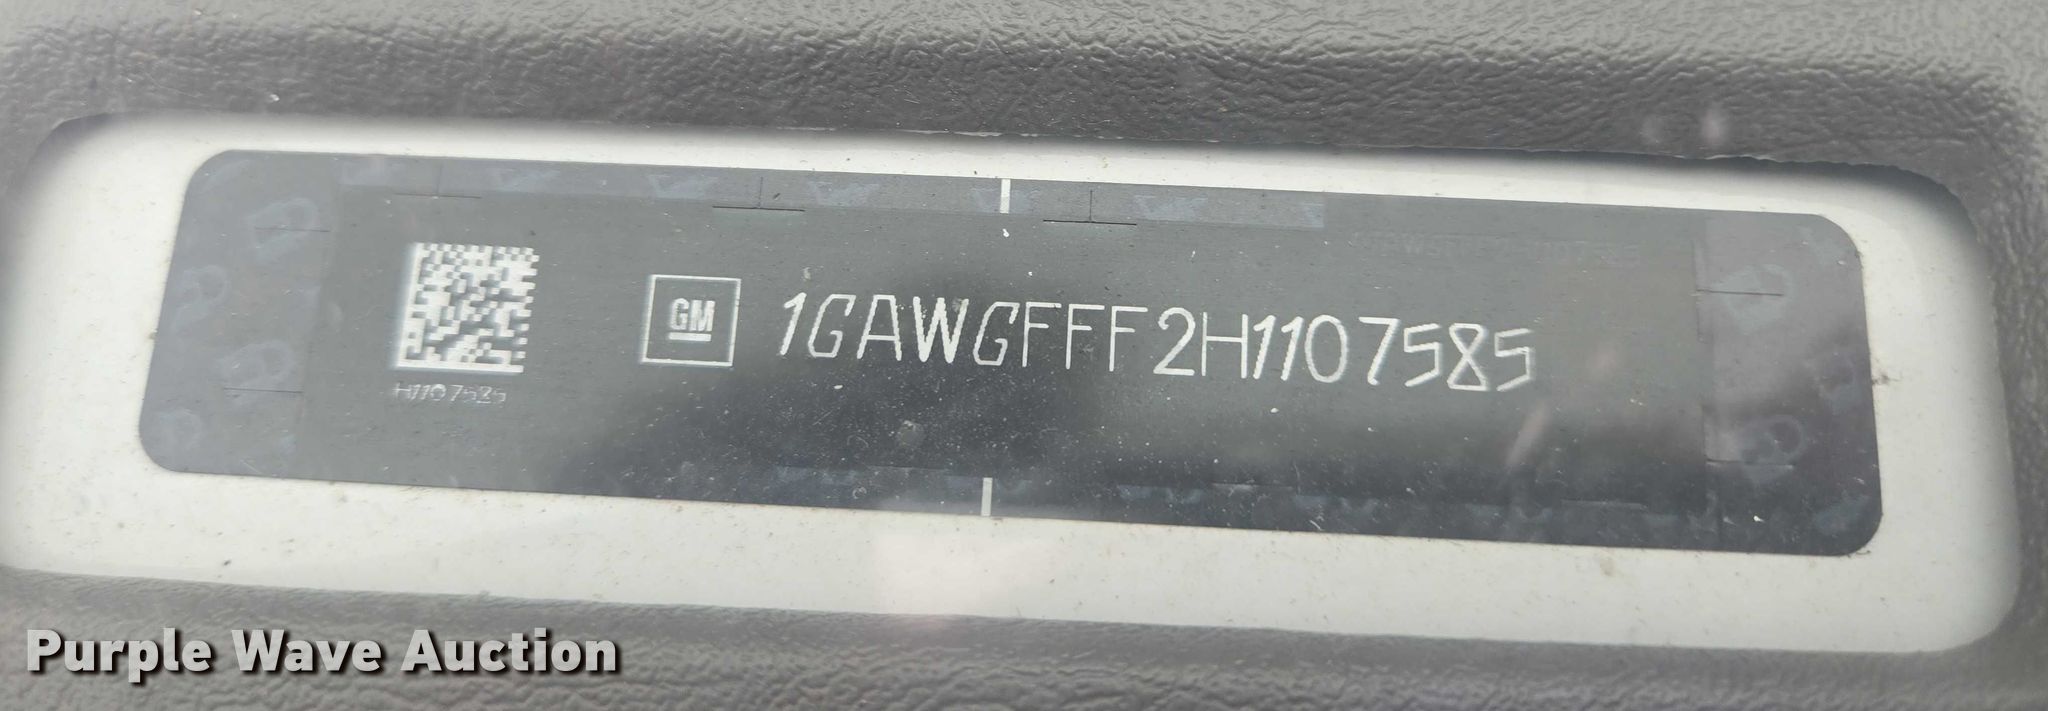 GM 1GAWGFFF2H1107585
H1107585
Purple Wave Auction